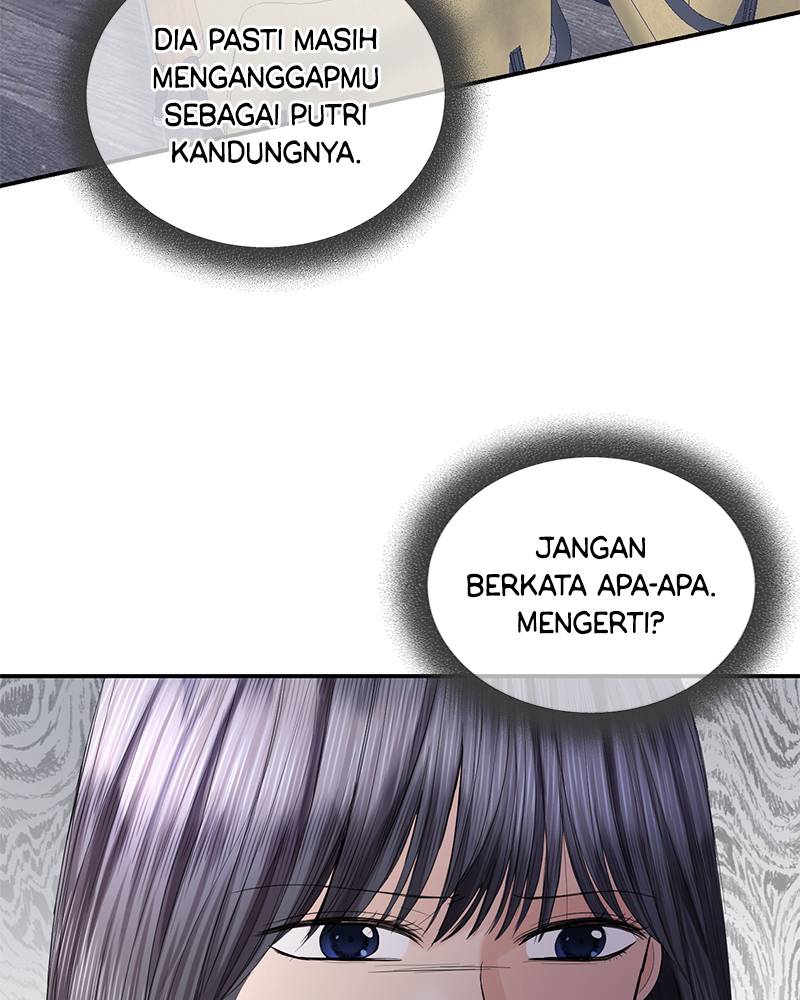 DIA PASTI MASIH
MENGANGGAPMU
SEBAGAI PUTRI
KANDUNGNYA.
JANGAN
BERKATA APA-APA.
MENGERTI?